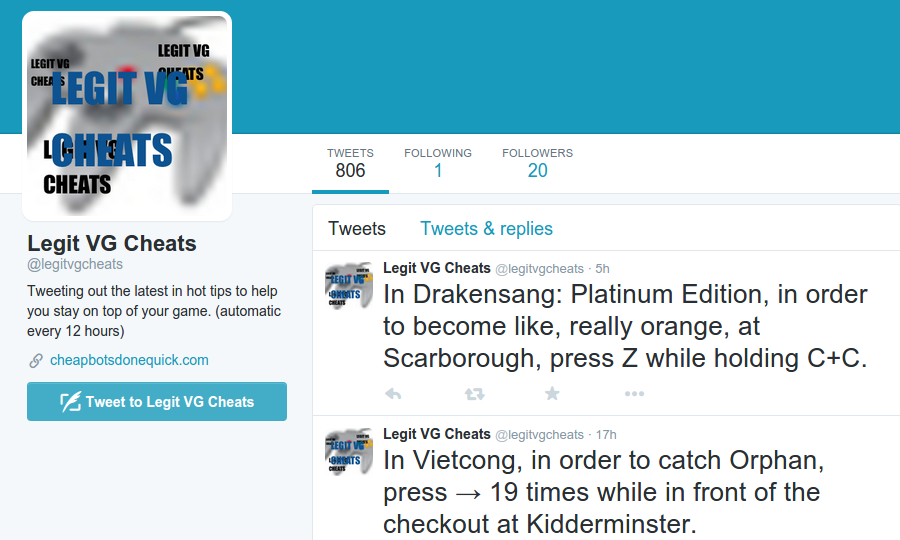 LEGIT VG
CHEATS
LEGIT VG
CHEATS
LEGIT VG
CHEATS
CHEATS
TWEETS
FOLLOWING
FOLLOWERS
806
1
20
Tweets
Tweets & replies
Legit VG Cheats
@legitvgcheats
Tweeting out the latest in hot tips to help
you stay on top of your game. (automatic
every 12 hours)
cheapbotsdonequick.com
Tweet to Legit VG Cheats
Legit VG Cheats @legitvgcheats · 5h
In Drakensang: Platinum Edition, in order
to become like, really orange, at
Scarborough, press Z while holding C+C.
Legit VG Cheats @legitvgcheats · 17h
In Vietcong, in order to catch Orphan,
press → 19 times while in front of the
checkout at Kidderminster.